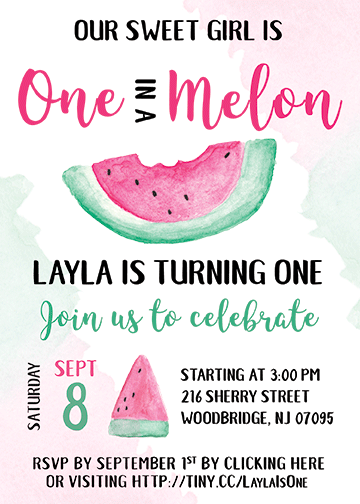 OUR SWEET GIRL IS
One IN A Melon
LAYLA IS TURNING ONE
Join us to celebrate
SATURDAY
SEPT
8
STARTING AT 3:00 PM
216 SHERRY STREET
WOODBRIDGE, NJ 07095
RSVP BY SEPTEMBER 1ST BY CLICKING HERE
OR VISITING HTTP://TINY.CC/LAYLAISONE